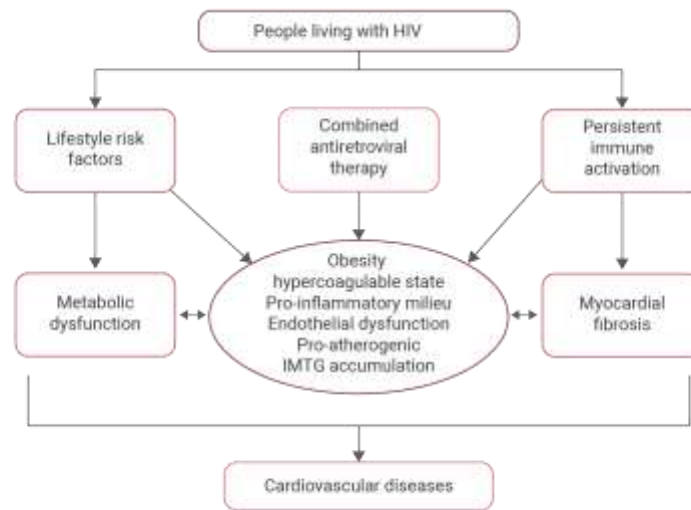 People living with HIV
Lifestyle risk
factors
Combined
antiretroviral
therapy
Persistent
immune
activation
Metabolic
dysfunction
Obesity
hypercoagulable state
Pro-inflammatory milieu
Endothelial dysfunction
Pro-atherogenic
IMTG accumulation
Myocardial
fibrosis
Cardiovascular diseases